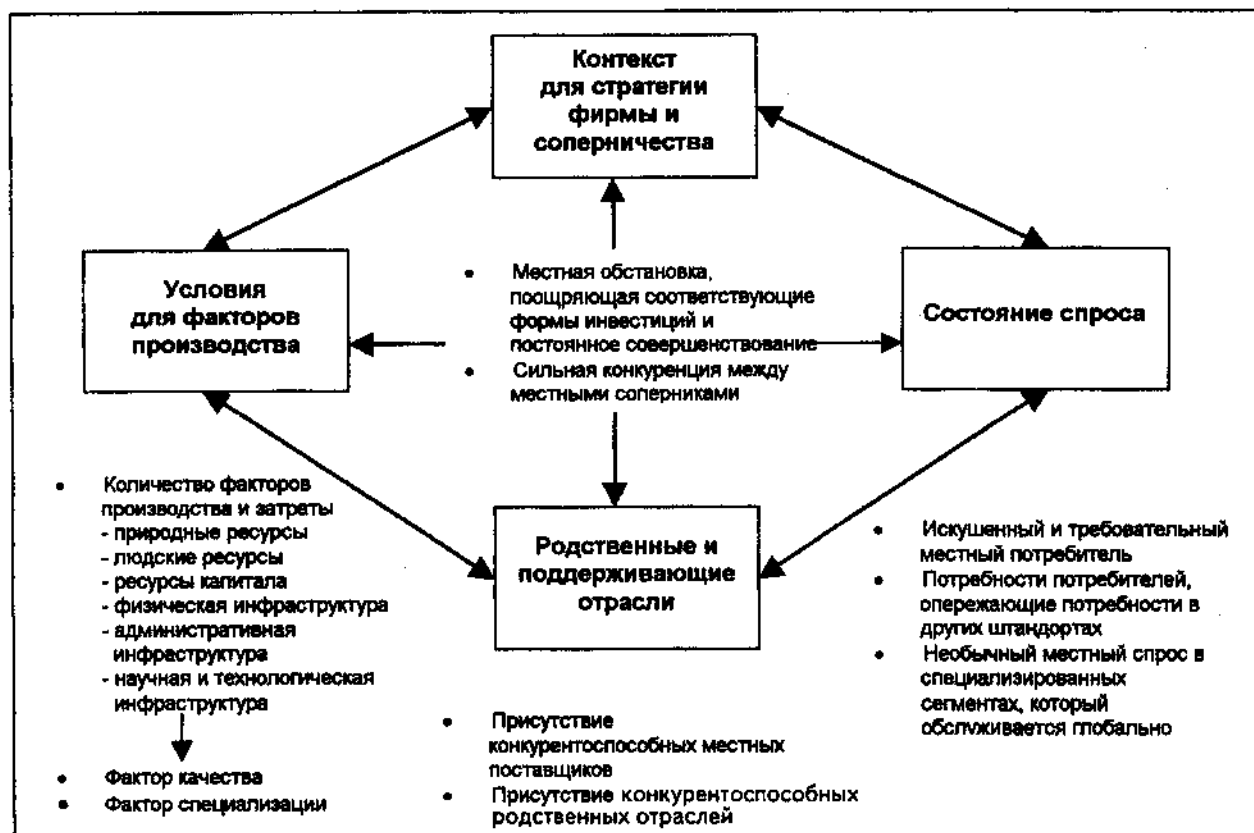 Контекст
для стратегии
фирмы и
соперничества
Условия
для факторов
производства
• Местная обстановка,
поощряющая соответствующие
формы инвестиций и
постоянное совершенствование
• Сильная конкуренция между
местными соперниками
Состояние спроса
• Количество факторов
производства и затраты
- природные ресурсы
- людские ресурсы
- ресурсы капитала
- физическая инфраструктура
- административная
инфраструктура
- научная и технологическая
инфраструктура
• Фактор качества
• Фактор специализации
Родственные и
поддерживающие
отрасли
• Присутствие
конкурентоспособных местных
поставщиков
• Присутствие конкурентоспособных
родственных отраслей
• Искушенный и требовательный
местный потребитель
• Потребности потребителей,
опережающие потребности в
других штандортах
• Необычный местный спрос в
специализированных
сегментах, который
обслуживается глобально